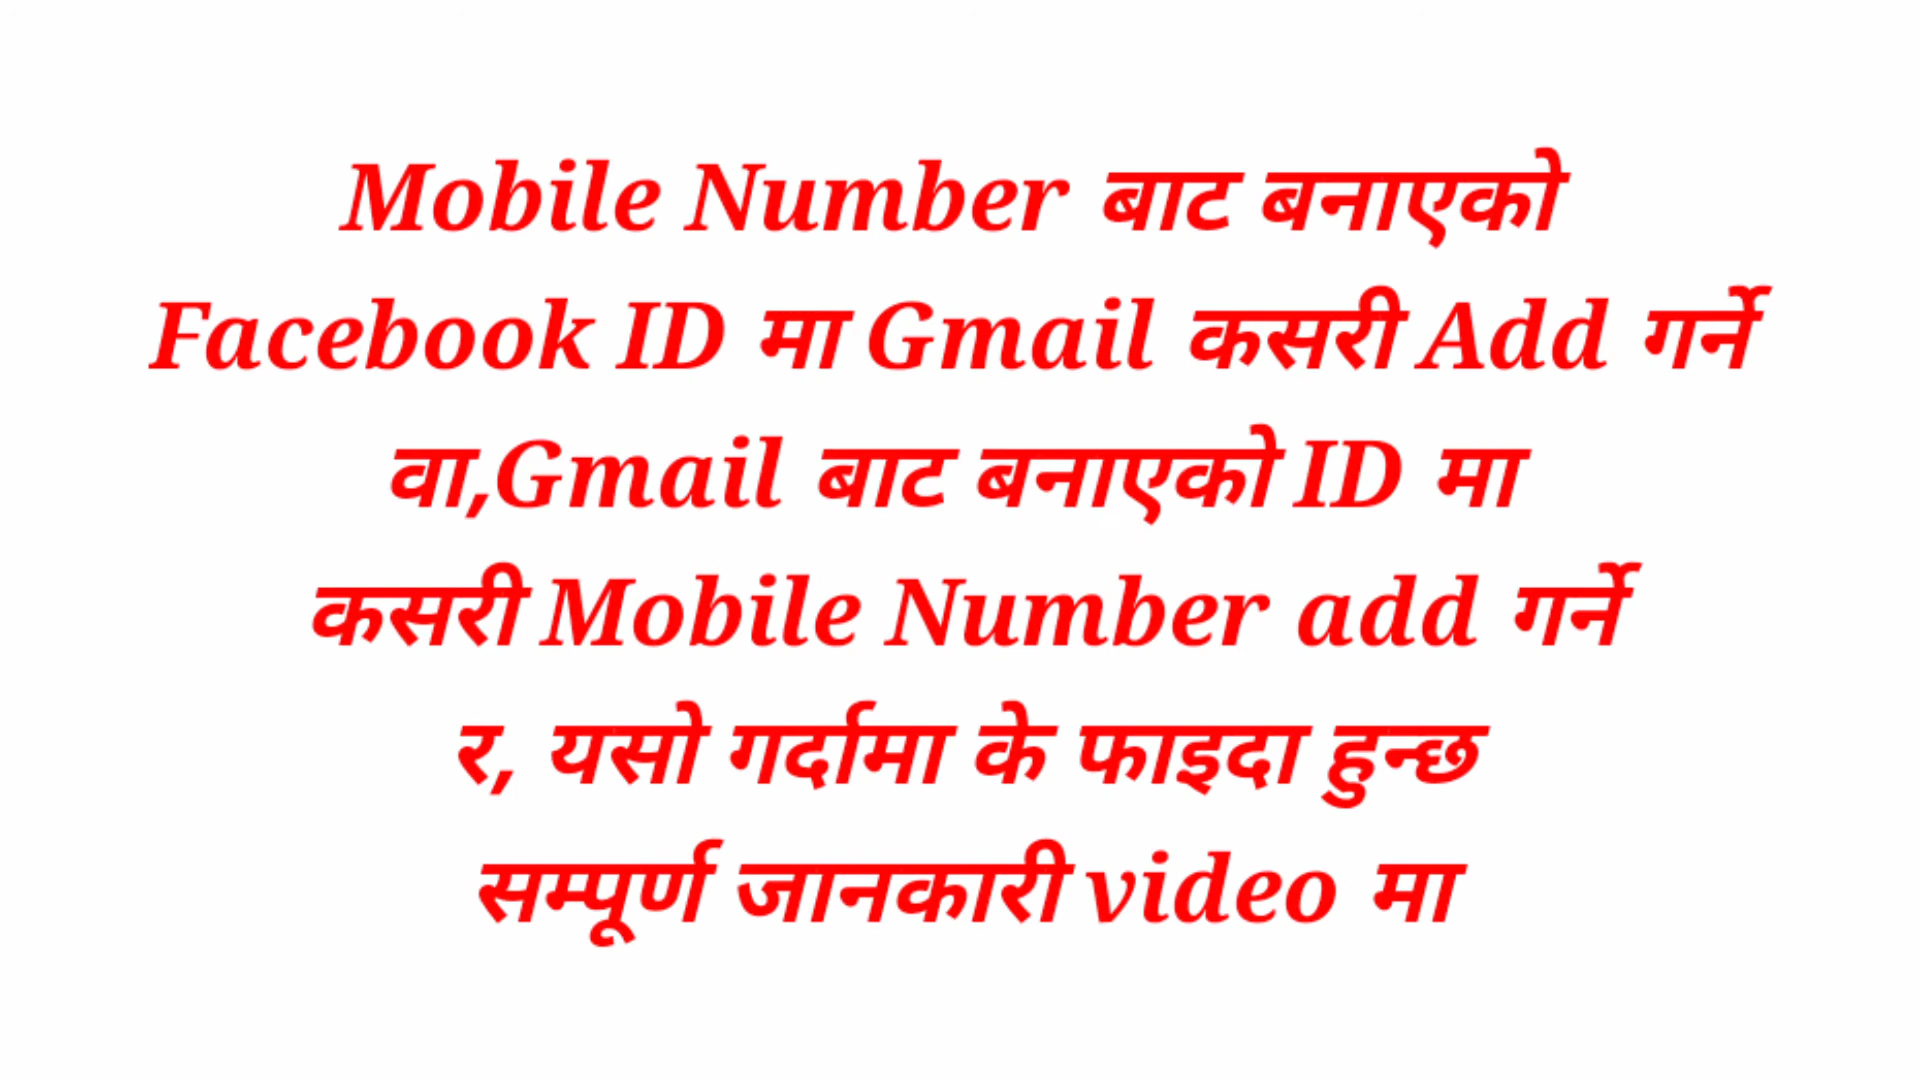 Mobile Number बाट बनाएको
Facebook ID मा Gmail कसरी Add गर्ने
वा,Gmail बाट बनाएको ID मा
कसरी Mobile Number add गर्ने
र, यसो गर्दामा के फाइदा हुन्छ
सम्पूर्ण जानकारी video मा